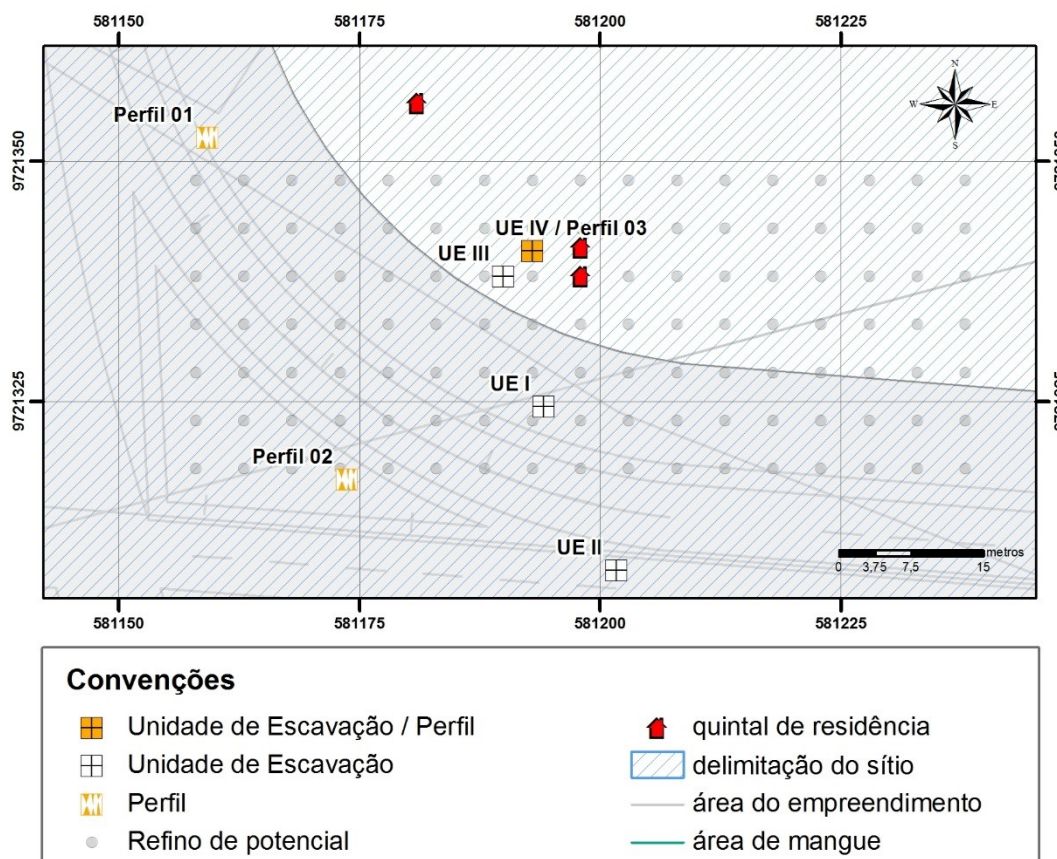 581150 581175 581200 581225
N
W E
S
Perfil 01
9721350
UE IV / Perfil 03
UE III
UE I
9721325
Perfil 02
UE II
metros
0 3,75 7,5 15
581150 581175 581200 581225
Convenções
Unidade de Escavação / Perfil
Unidade de Escavação
Perfil
Refino de potencial
quintal de residência
delimitação do sítio
área do empreendimento
área de mangue